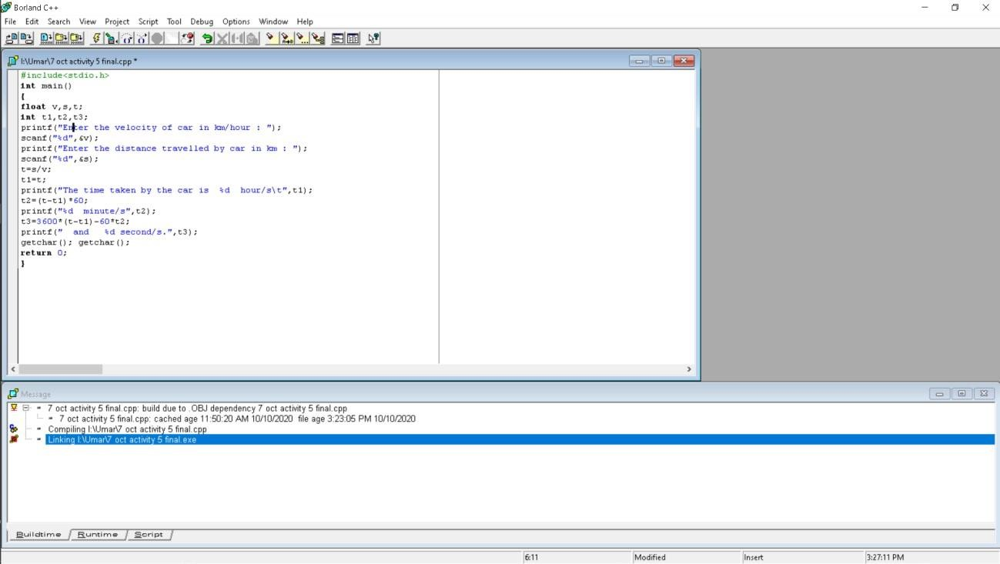 Borland C++
File Edit Search View Project Script Tool Debug Options Window Help
I:\Umar\7 oct activity 5 final.cpp *
#include<stdio.h>
int main()
{
float v,s,t;
int t1,t2,t3;
printf("Enter the velocity of car in km/hour : ");
scanf("%d",&v);
printf("Enter the distance travelled by car in km : ");
scanf("%d",&s);
t=s/v;
t1=t;
printf("The time taken by the car is  %d  hour/s\t",t1);
t2=(t-t1)*60;
printf("%d  minute/s",t2);
t3=3600*(t-t1)-60*t2;
printf("  and   %d second/s.",t3);
getchar(); getchar();
return 0;
}
Message
7 oct activity 5 final.cpp: build due to .OBJ dependency 7 oct activity 5 final.cpp
7 oct activity 5 final.cpp: cached age 11:50:20 AM 10/10/2020  file age 3:23:05 PM 10/10/2020
Compiling I:\Umar\7 oct activity 5 final.cpp
Linking I:\Umar\7 oct activity 5 final.exe
Buildtime Runtime Script
6:11 Modified Insert 3:27:11 PM